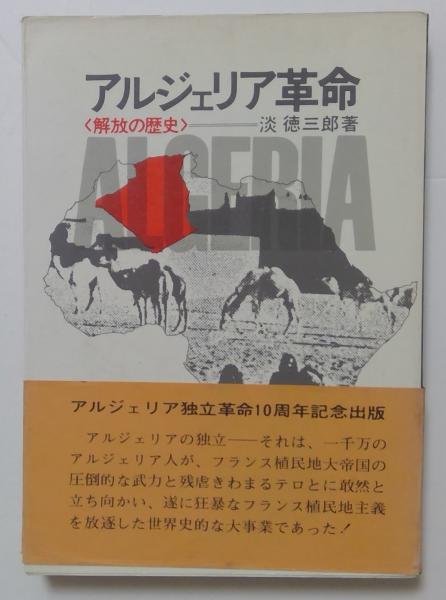 アルジェリア革命
〈解放の歴史〉——淡 徳三郎著
ALGERIA
アルジェリア独立革命10周年記念出版
アルジェリアの独立——それは、一千万の
アルジェリア人が、フランス植民地大帝国の
圧倒的な武力と残虐きわまるテロとに敢然と
立ち向かい、遂に狂暴なフランス植民地主義
を放逐した世界史的な大事業であった!